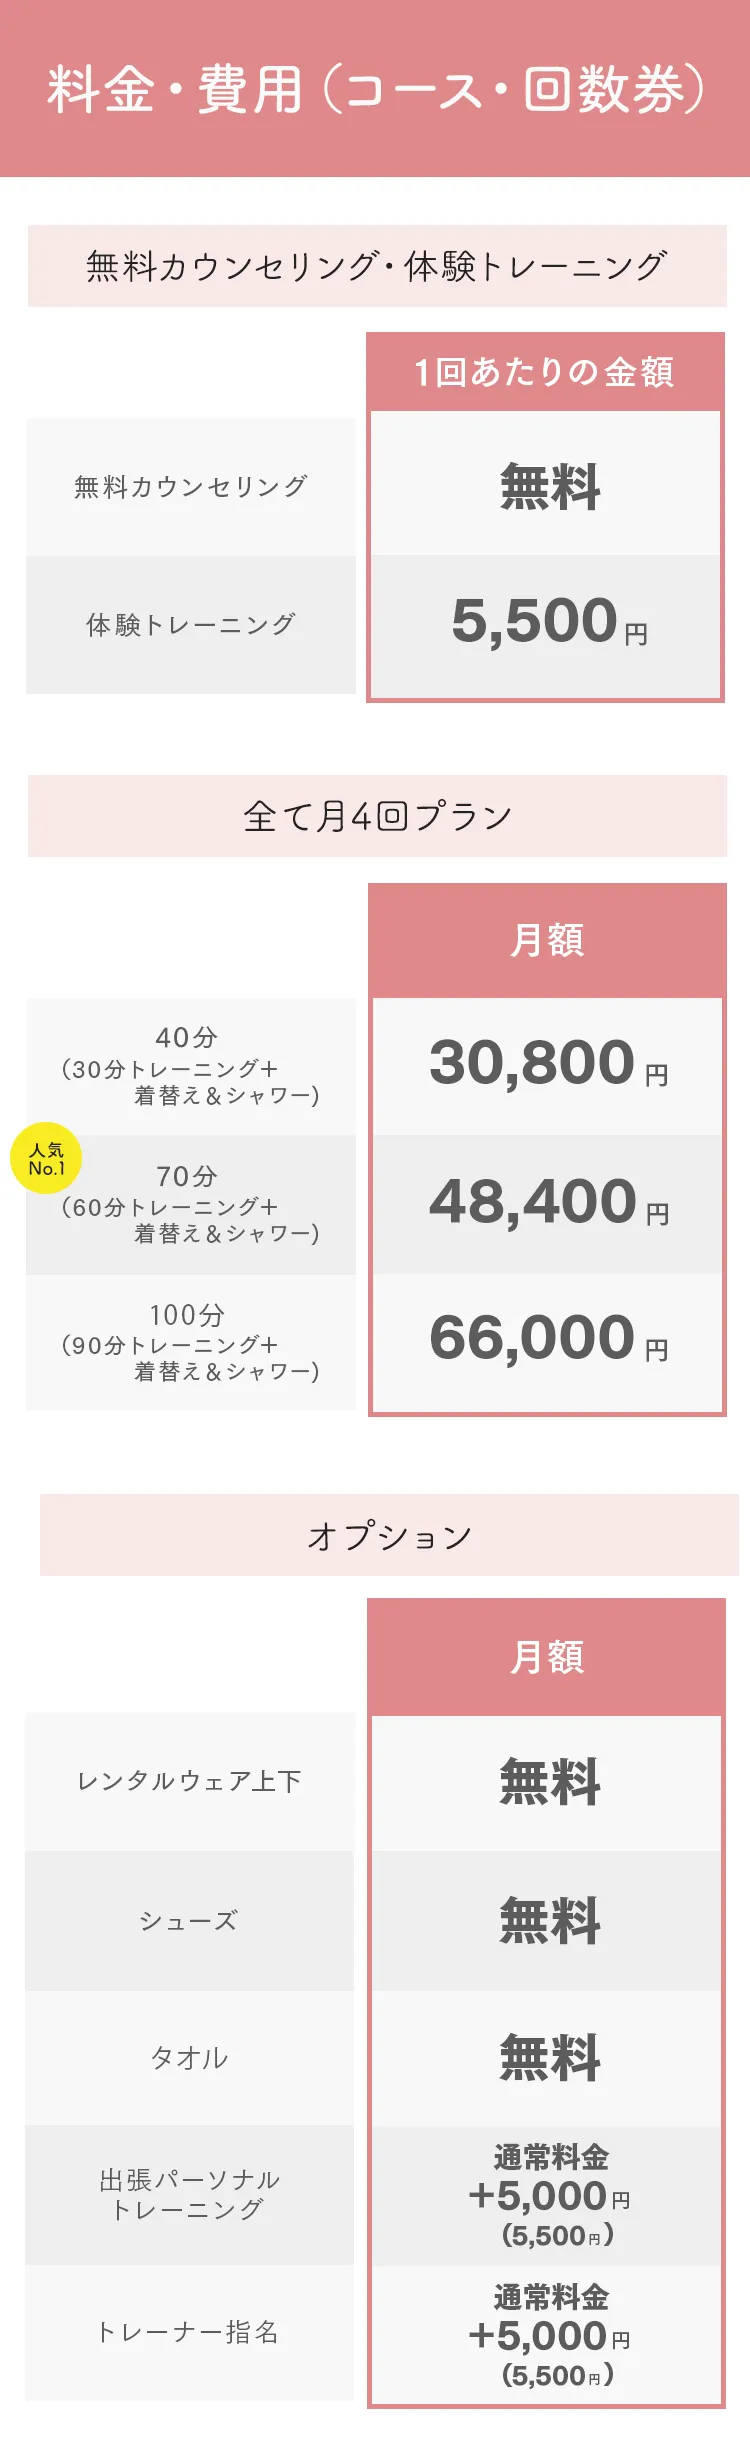 料金・費用（コース・回数券）
無料カウンセリング・体験トレーニング
1回あたりの金額
無料カウンセリング
無料
体験トレーニング
5,500円
全て月4回プラン
月額
40分
（30分トレーニング＋
着替え＆シャワー）
30,800円
人気
No.1
70分
（60分トレーニング＋
着替え＆シャワー）
48,400円
100分
（90分トレーニング＋
着替え＆シャワー）
66,000円
オプション
月額
レンタルウェア上下
無料
シューズ
無料
タオル
無料
出張パーソナル
トレーニング
通常料金
＋5,000円
（5,500円）
トレーナー指名
通常料金
＋5,000円
（5,500円）